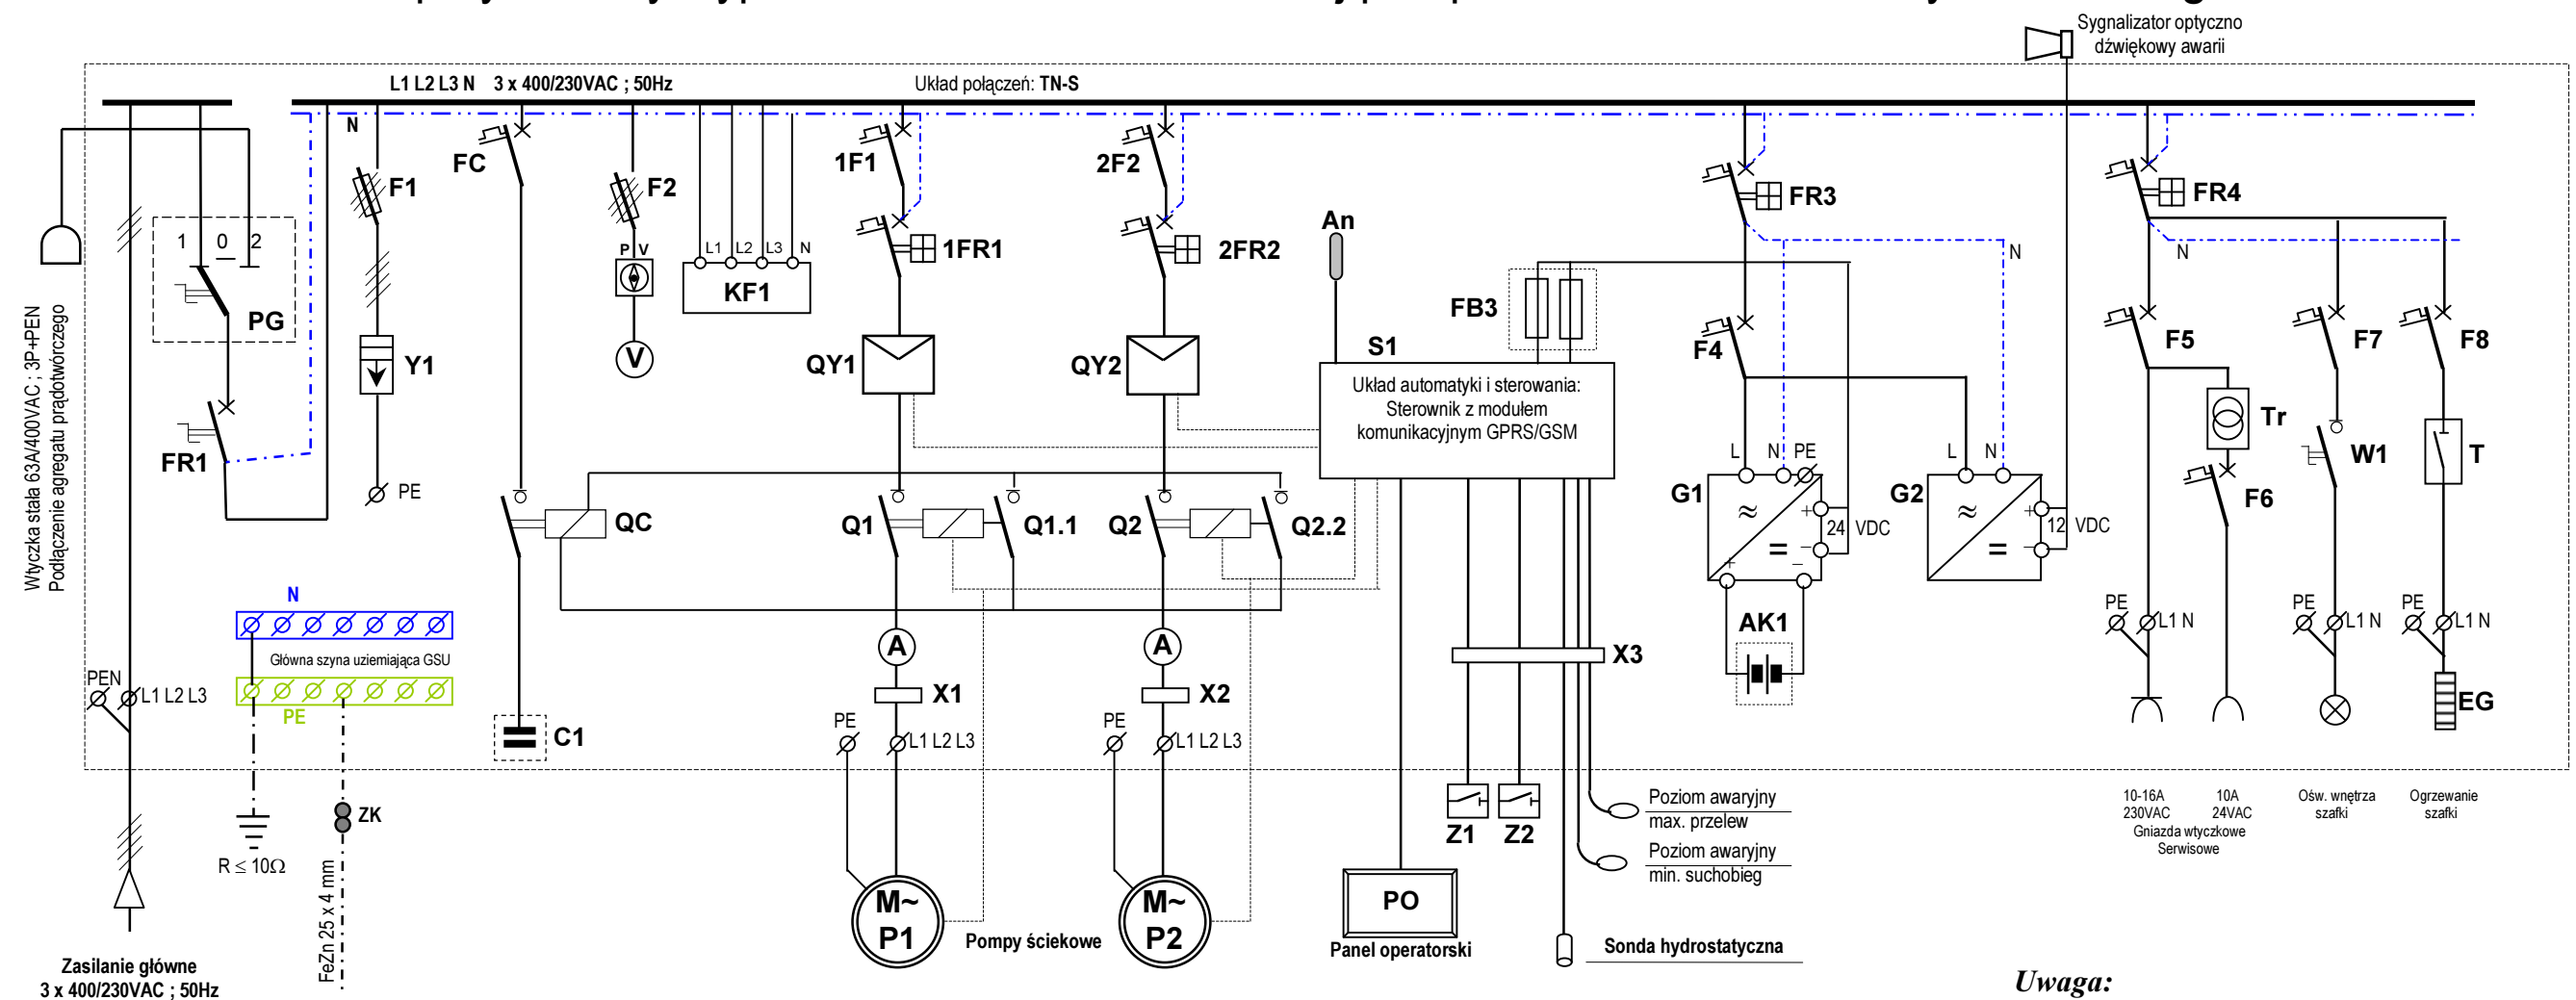 Sygnalizator optyczno
dźwiękowy awarii
L1 L2 L3 N 3 x 400/230VAC ; 50Hz
Układ połączeń: TN-S
N
FC
F1
F2
1F1
2F2
FR3
FR4
1 0 2
PG
P V
L1 L2 L3 N
KF1
1FR1
2FR2
An
N
N
FB3
V
Y1
QY1
QY2
S1
Układ automatyki i sterowania:
Sterownik z modułem
komunikacyjnym GPRS/GSM
F4
F5
F7
F8
Wtyczka stała 63A/400VAC ; 3P+PEN
Podłączenie agregatu prądotwórczego
FR1
PE
Tr
W1
T
L N PE
L N
G1
≈
=
+
–
+ –
24 VDC
G2
≈
=
+
–
12 VDC
F6
QC
Q1
Q1.1
Q2
Q2.2
N
Główna szyna uziemiająca GSU
PE
PEN
L1 L2 L3
A
A
X1
X2
X3
AK1
PE
L1 N
PE
L1 N
PE
L1 N
EG
C1
PE
L1 L2 L3
PE
L1 L2 L3
ZK
R ≤ 10Ω
FeZn 25 x 4 mm
Z1
Z2
Poziom awaryjny
max. przelew
Poziom awaryjny
min. suchobieg
10-16A
230VAC
10A
24VAC
Gniazda wtyczkowe
Serwisowe
Ośw. wnętrza
szafki
Ogrzewanie
szafki
M~
P1
Pompy ściekowe
M~
P2
PO
Panel operatorski
Sonda hydrostatyczna
Zasilanie główne
3 x 400/230VAC ; 50Hz
Uwaga: